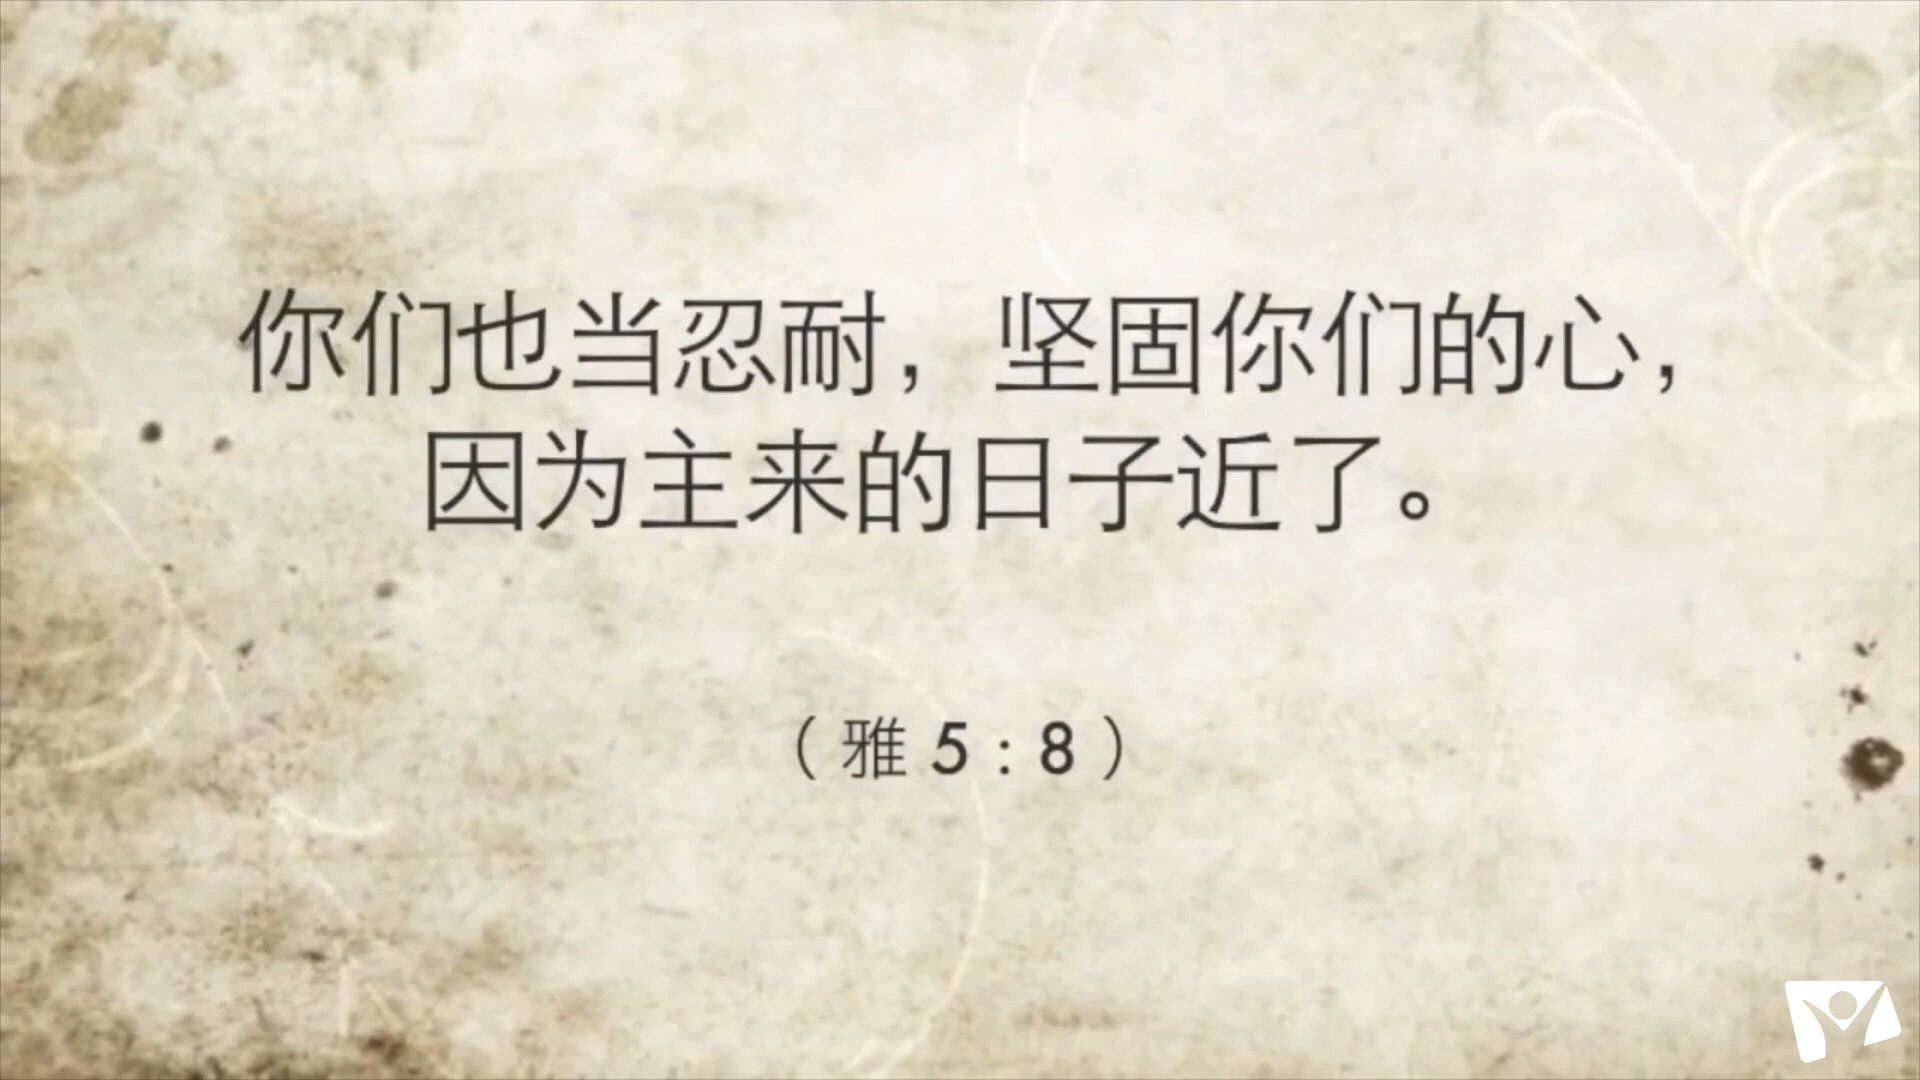 你们也当忍耐，坚固你们的心，
因为主来的日子近了。
（雅 5：8）